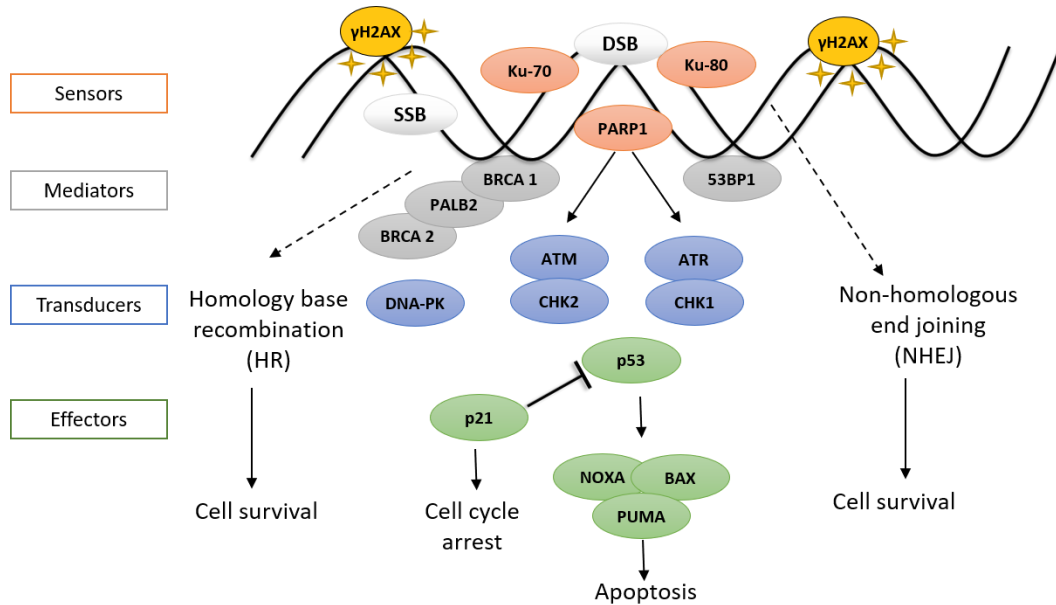 γH2AX
DSB
γH2AX
Ku-70
Ku-80
Sensors
SSB
PARP1
Mediators
BRCA 1
53BP1
PALB2
BRCA 2
ATM
ATR
Transducers
Homology base
recombination
(HR)
DNA-PK
CHK2
CHK1
Non-homologous
end joining
(NHEJ)
p53
Effectors
p21
NOXA
BAX
PUMA
Cell survival
Cell cycle
arrest
Cell survival
Apoptosis